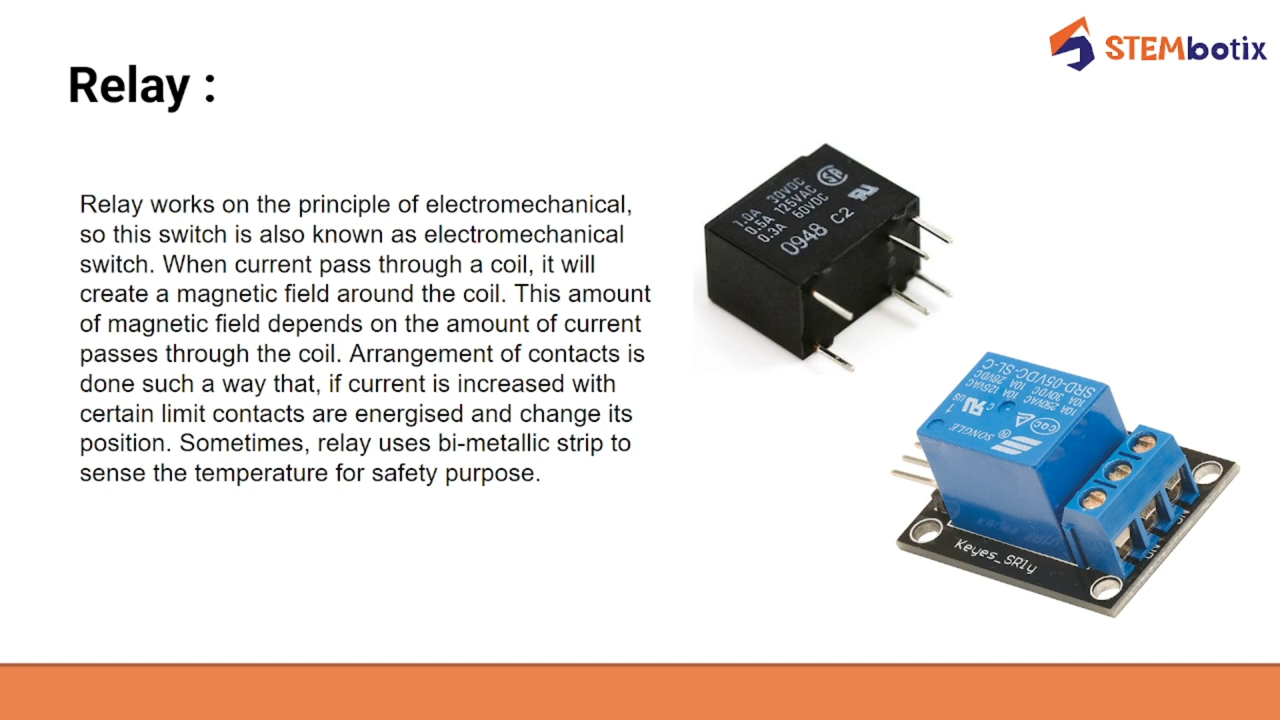 STEMbotix
Relay :
Relay works on the principle of electromechanical,
so this switch is also known as electromechanical
switch. When current pass through a coil, it will
create a magnetic field around the coil. This amount
of magnetic field depends on the amount of current
passes through the coil. Arrangement of contacts is
done such a way that, if current is increased with
certain limit contacts are energised and change its
position. Sometimes, relay uses bi-metallic strip to
sense the temperature for safety purpose.
1.0A 30VDC
0.5A 125VAC
0.3A 60VDC
0948 C2
SONGLE
10A 250VAC 10A 125VAC
10A 30VDC 10A 28VDC
SRD-05VDC-SL-C
Keyes_SRly